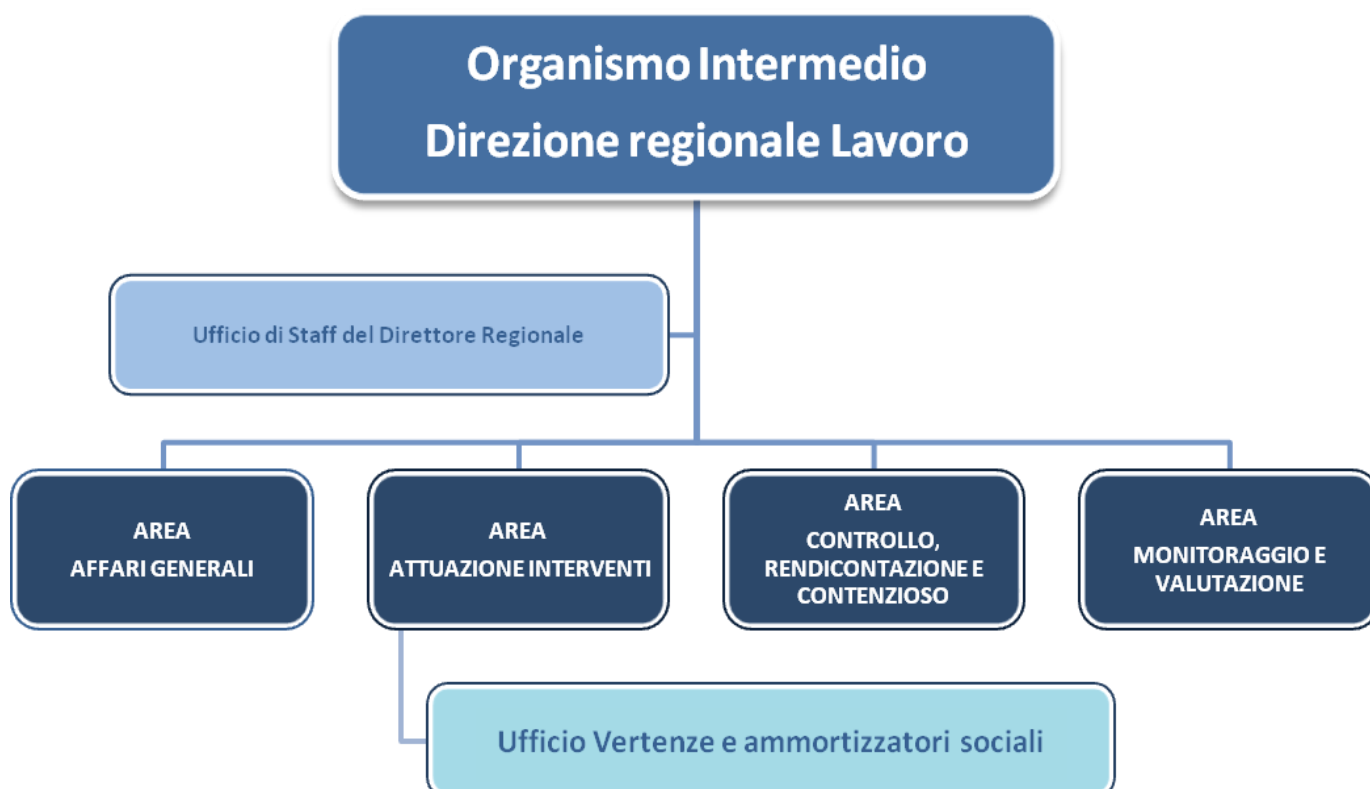 Organismo Intermedio
Direzione regionale Lavoro
Ufficio di Staff del Direttore Regionale
AREA
AFFARI GENERALI
AREA
ATTUAZIONE INTERVENTI
AREA
CONTROLLO,
RENDICONTAZIONE E
CONTENZIOSO
AREA
MONITORAGGIO E
VALUTAZIONE
Ufficio Vertenze e ammortizzatori sociali